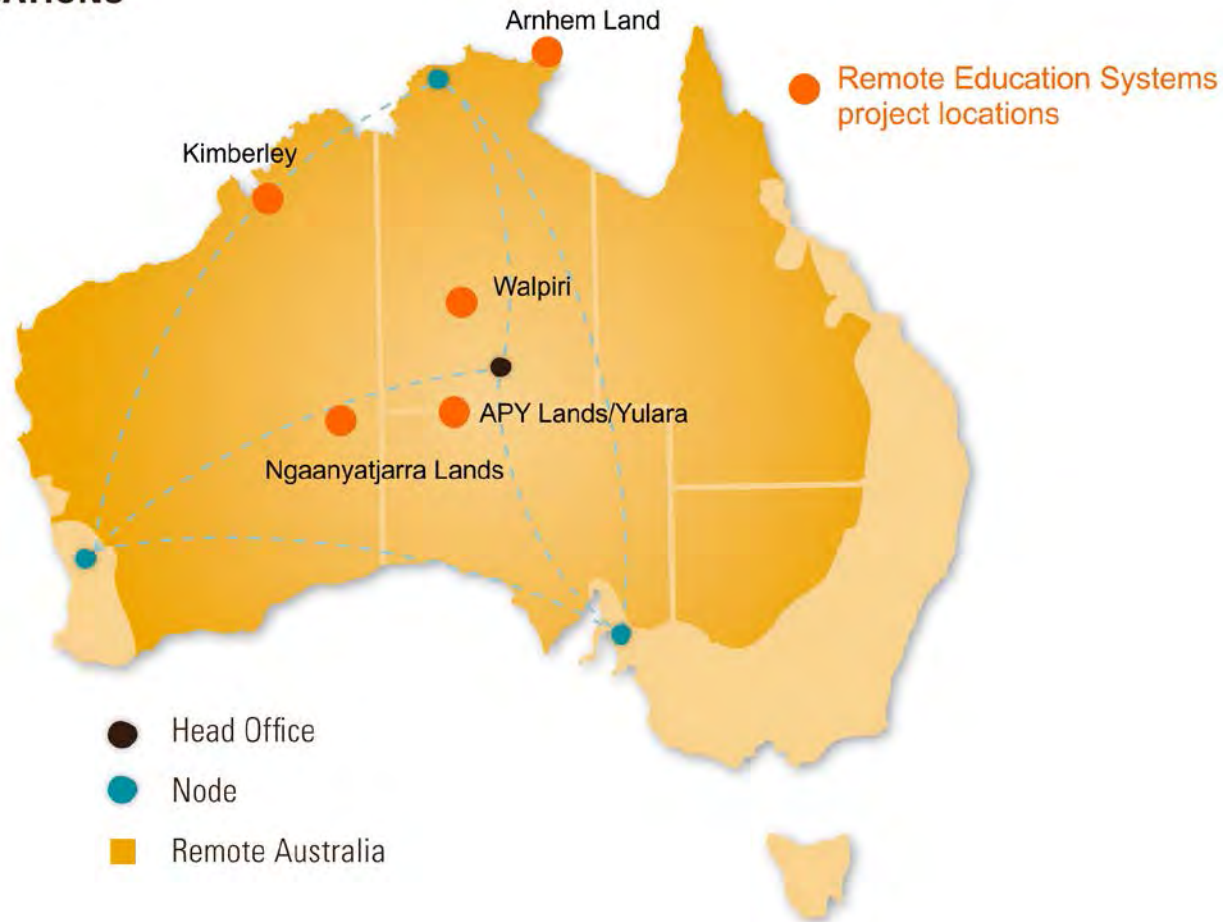 Arnhem Land
Remote Education Systems
project locations
Kimberley
Walpiri
APY Lands/Yulara
Ngaanyatjarra Lands
Head Office
Node
Remote Australia